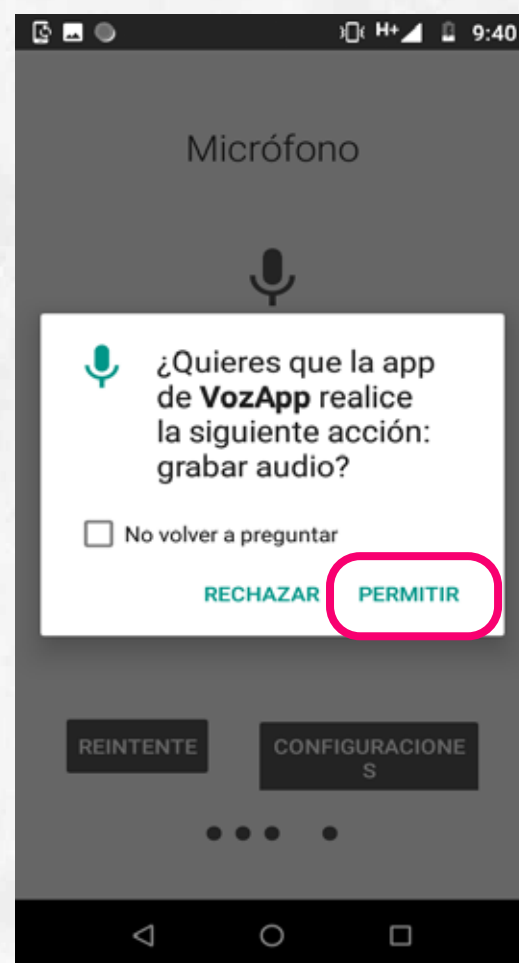 H+ 9:40
Micrófono
¿Quieres que la app
de VozApp realice
la siguiente acción:
grabar audio?
No volver a preguntar
RECHAZAR PERMITIR
REINTENTE CONFIGURACIONE
S